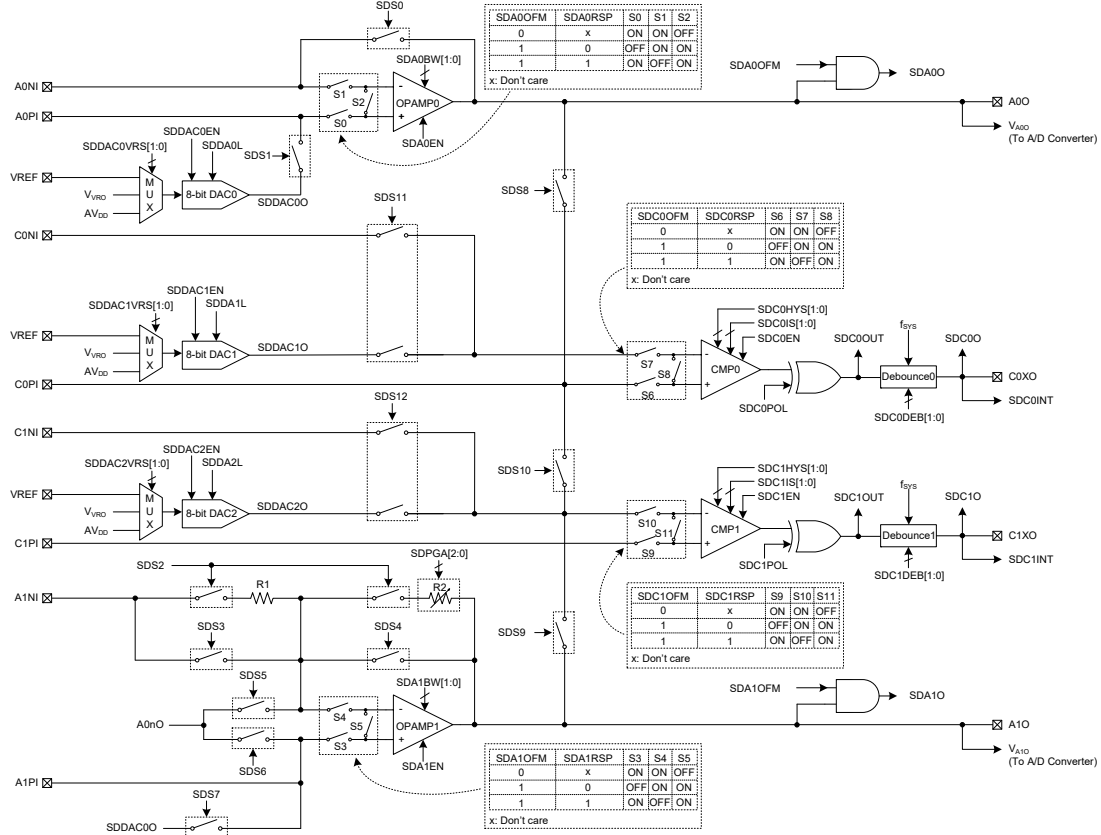 SDS0
SDA0OFM SDA0RSP S0 S1 S2
0 x ON ON OFF
1 0 OFF ON ON
1 1 ON OFF ON
x: Don't care
SDA0BW[1:0]
SDA0OFM
SDA0O
A0NI
S1
S2
-
OPAMP0
A0PI
S0
+
A0O
SDA0EN
VA0O
(To A/D Converter)
SDDAC0EN
SDDAC0VRS[1:0]
SDDA0L
SDS1
VREF
VVRO
AVDD
MUX
8-bit DAC0
SDDAC0O
SDS8
SDS11
C0NI
SDC0OFM SDC0RSP S6 S7 S8
0 x ON ON OFF
1 0 OFF ON ON
1 1 ON OFF ON
x: Don't care
SDDAC1EN
SDDAC1VRS[1:0]
SDDA1L
SDC0HYS[1:0]
SDC0IS[1:0]
SDC0EN
fSYS
SDC0OUT
SDC0O
VREF
VVRO
AVDD
MUX
8-bit DAC1
SDDAC1O
S7
S8
-
CMP0
C0PI
S6
+
Debounce0
C0XO
SDC0POL
SDC0INT
SDC0DEB[1:0]
SDS12
C1NI
SDDAC2EN
SDDAC2VRS[1:0]
SDDA2L
SDS10
SDC1HYS[1:0]
SDC1IS[1:0]
SDC1EN
fSYS
SDC1OUT
SDC1O
VREF
VVRO
AVDD
MUX
8-bit DAC2
SDDAC2O
S10
S11
-
CMP1
C1PI
S9
+
Debounce1
C1XO
SDC1POL
SDC1INT
SDC1DEB[1:0]
SDS2
SDPGA[2:0]
A1NI
R1
R2
SDC1OFM SDC1RSP S9 S10 S11
0 x ON ON OFF
1 0 OFF ON ON
1 1 ON OFF ON
x: Don't care
SDS3
SDS4
SDS9
SDS5
SDA1BW[1:0]
SDA1OFM
SDA1O
A0nO
S4
S5
-
OPAMP1
S3
+
A1O
SDS6
SDA1EN
VA1O
(To A/D Converter)
A1PI
SDA1OFM SDA1RSP S3 S4 S5
0 x ON ON OFF
1 0 OFF ON ON
1 1 ON OFF ON
x: Don't care
SDS7
SDDAC0O